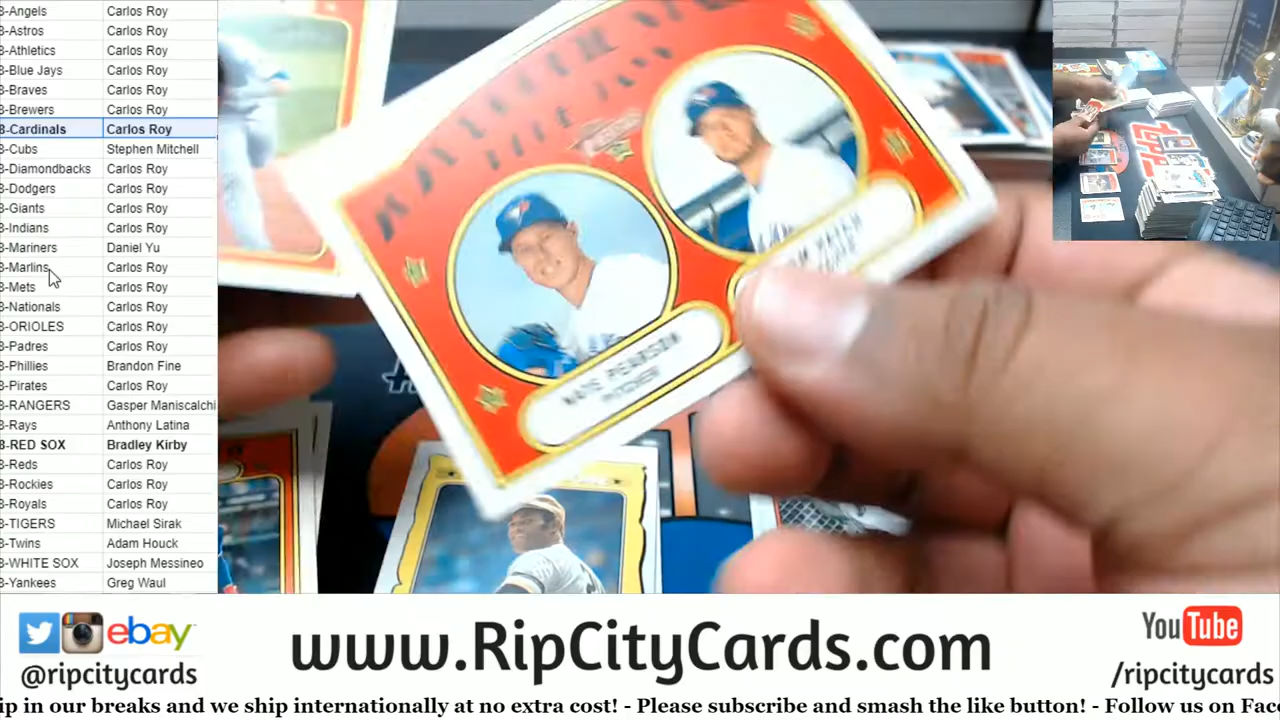 B-Angels Carlos Roy
B-Astros Carlos Roy
B-Athletics Carlos Roy
B-Blue Jays Carlos Roy
B-Braves Carlos Roy
B-Brewers Carlos Roy
B-Cardinals Carlos Roy
B-Cubs Stephen Mitchell
B-Diamondbacks Carlos Roy
B-Dodgers Carlos Roy
B-Giants Carlos Roy
B-Indians Carlos Roy
B-Mariners Daniel Yu
B-Marlins Carlos Roy
B-Mets Carlos Roy
B-Nationals Carlos Roy
B-ORIOLES Carlos Roy
B-Padres Carlos Roy
B-Phillies Brandon Fine
B-Pirates Carlos Roy
B-RANGERS Gasper Maniscalchi
B-Rays Anthony Latina
B-RED SOX Bradley Kirby
B-Reds Carlos Roy
B-Rockies Carlos Roy
B-Royals Carlos Roy
B-TIGERS Michael Sirak
B-Twins Adam Houck
B-WHITE SOX Joseph Messineo
B-Yankees Greg Waul
NATE PEARSON
PITCHER
ebay
@ripcitycards
www.RipCityCards.com
YouTube
/ripcitycards
ip in our breaks and we ship internationally at no extra cost! - Please subscribe and smash the like button! - Follow us on Fac